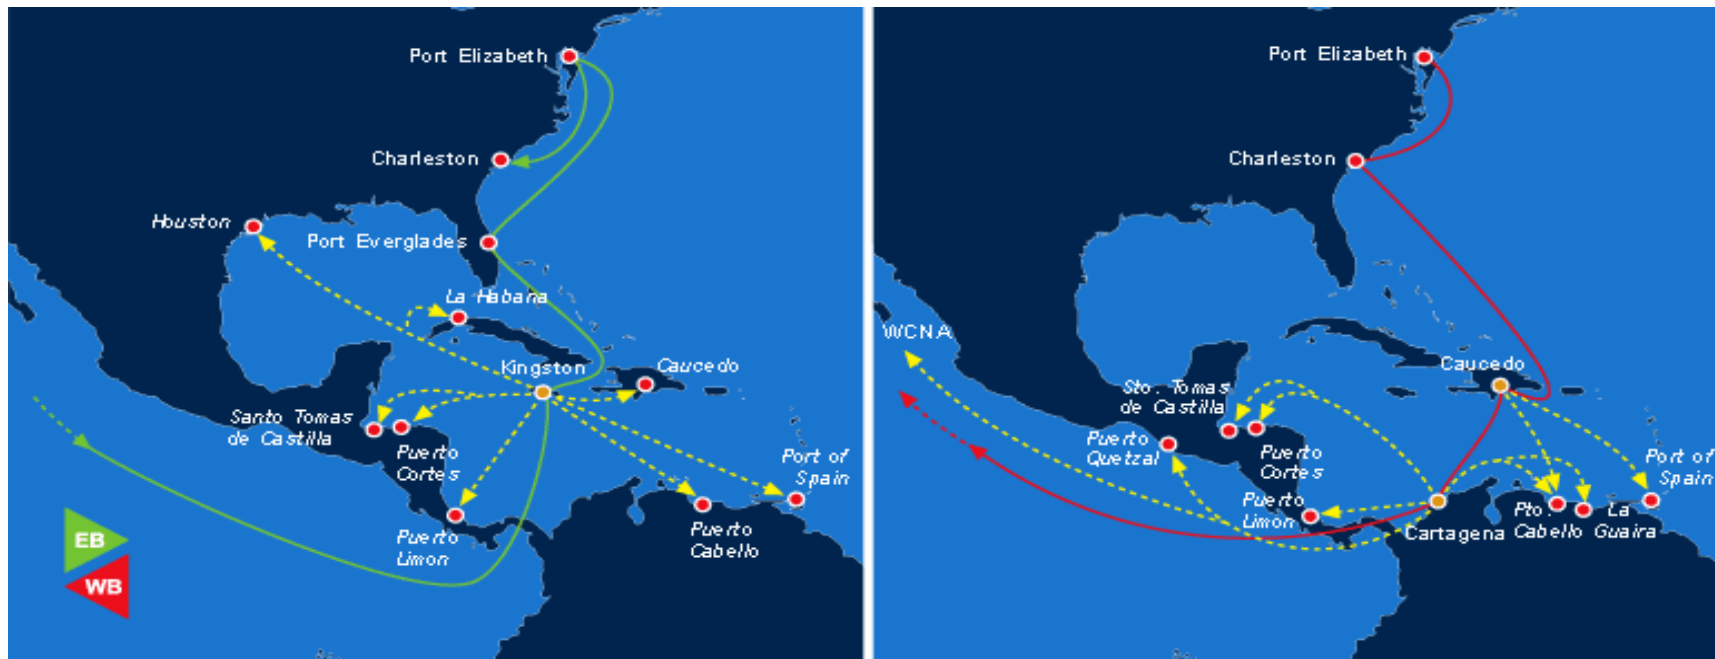 Port Elizabeth
Charleston
Houston
Port Everglades
La Habana
Kingston
Caucedo
Santo Tomas
de Castilla
Puerto
Cortes
Port of
Spain
Puerto
Limon
Puerto
Cabello
EB
WB
Port Elizabeth
Charleston
WCNA
Caucedo
Sto. Tomas
de Castilla
Puerto
Quetzal
Puerto
Cortes
Port of
Spain
Puerto
Limon
Cartagena
Pto.
Cabello
La
Guaira